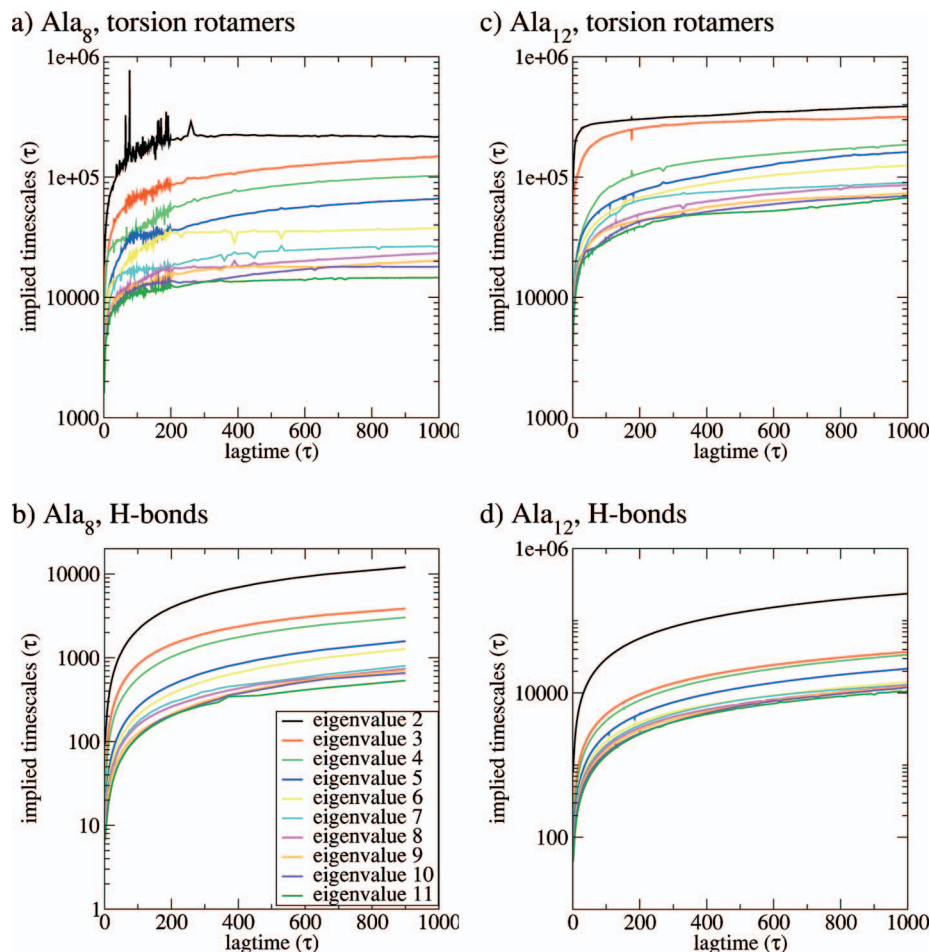 a) Ala8, torsion rotamers
1e+06
1e+05
10000
1000
implied timescales (τ)
0 200 400 600 800 1000
lagtime (τ)
c) Ala12, torsion rotamers
1e+06
1e+05
10000
1000
implied timescales (τ)
0 200 400 600 800 1000
lagtime (τ)
b) Ala8, H-bonds
10000
1000
100
10
1
implied timescales (τ)
eigenvalue 2
eigenvalue 3
eigenvalue 4
eigenvalue 5
eigenvalue 6
eigenvalue 7
eigenvalue 8
eigenvalue 9
eigenvalue 10
eigenvalue 11
0 200 400 600 800 1000
lagtime (τ)
d) Ala12, H-bonds
1e+06
10000
100
implied timescales (τ)
0 200 400 600 800 1000
lagtime (τ)